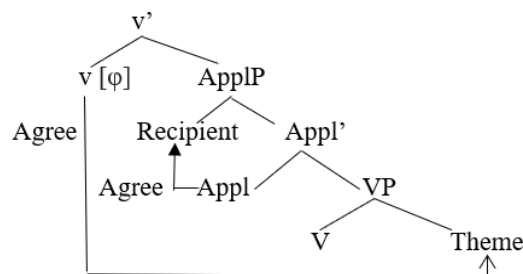 v’
v [φ] ApplP
Agree Recipient Appl’
Agree Appl VP
V Theme